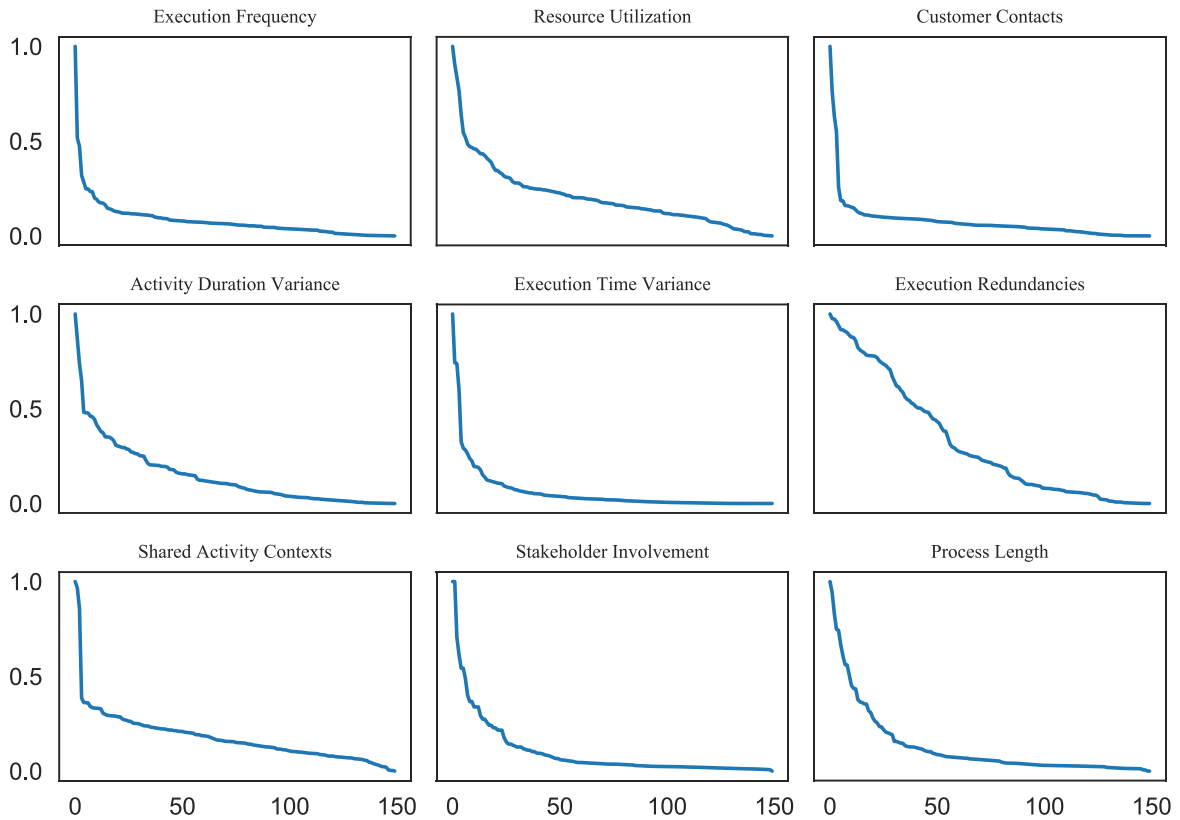 Execution Frequency
Resource Utilization
Customer Contacts
1.0
0.5
0.0
Activity Duration Variance
Execution Time Variance
Execution Redundancies
1.0
0.5
0.0
Shared Activity Contexts
Stakeholder Involvement
Process Length
1.0
0.5
0.0
0 50 100 150
0 50 100 150
0 50 100 150